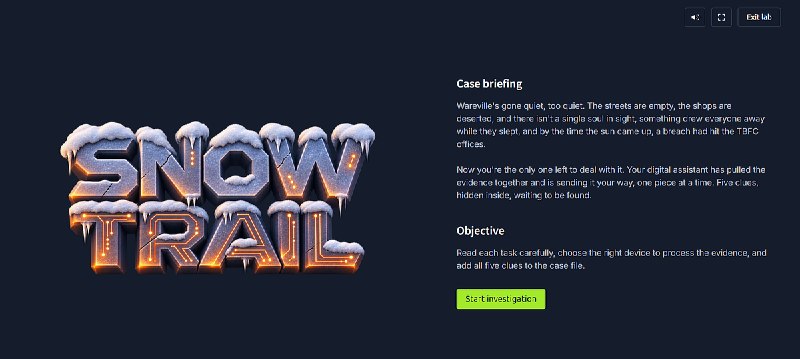 Exit lab
SNOW
TRAIL
Case briefing
Wareville's gone quiet, too quiet. The streets are empty, the shops are
deserted, and there isn't a single soul in sight, something drew everyone away
while they slept, and by the time the sun came up, a breach had hit the TBFC
offices.
Now you're the only one left to deal with it. Your digital assistant has pulled the
evidence together and is sending it your way, one piece at a time. Five clues,
hidden inside, waiting to be found.
Objective
Read each task carefully, choose the right device to process the evidence, and
add all five clues to the case file.
Start investigation